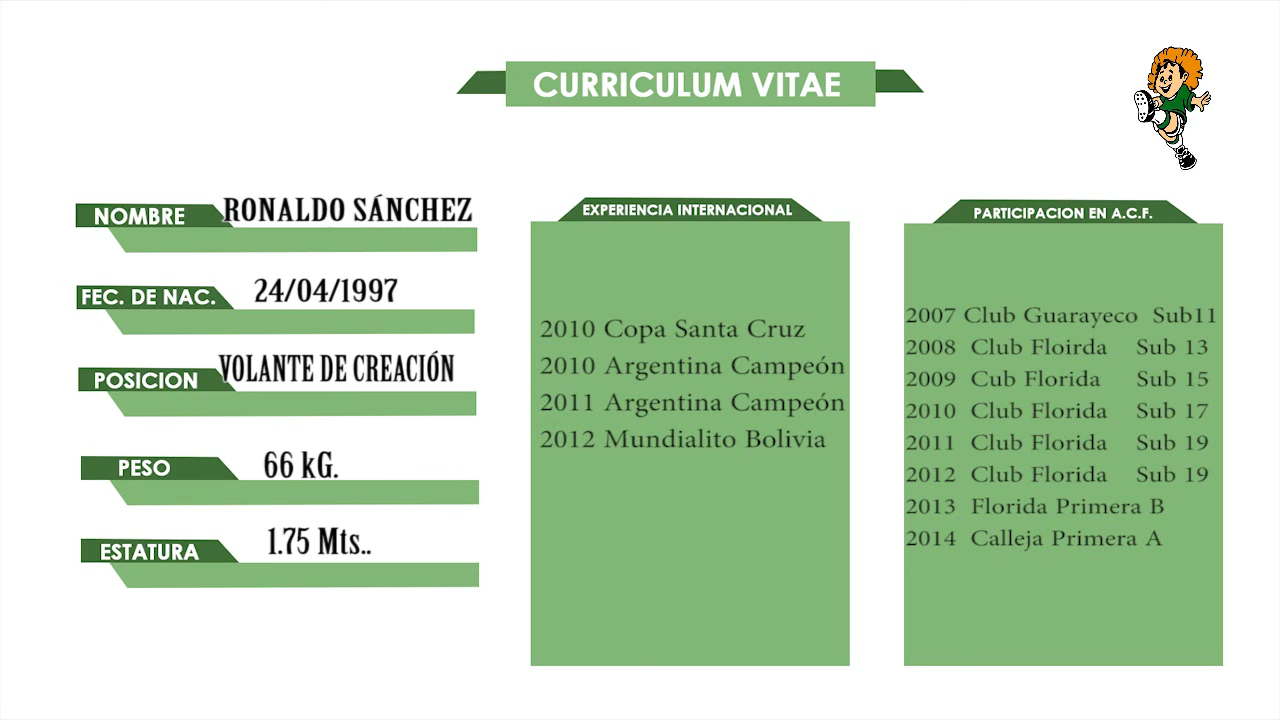 CURRICULUM VITAE
NOMBRE RONALDO SÁNCHEZ
FEC. DE NAC. 24/04/1997
POSICION VOLANTE DE CREACIÓN
PESO 66 kG.
ESTATURA 1.75 Mts..
EXPERIENCIA INTERNACIONAL
2010 Copa Santa Cruz
2010 Argentina Campeón
2011 Argentina Campeón
2012 Mundialito Bolivia
PARTICIPACION EN A.C.F.
2007 Club Guarayeco Sub11
2008 Club Floirda Sub 13
2009 Cub Florida Sub 15
2010 Club Florida Sub 17
2011 Club Florida Sub 19
2012 Club Florida Sub 19
2013 Florida Primera B
2014 Calleja Primera A